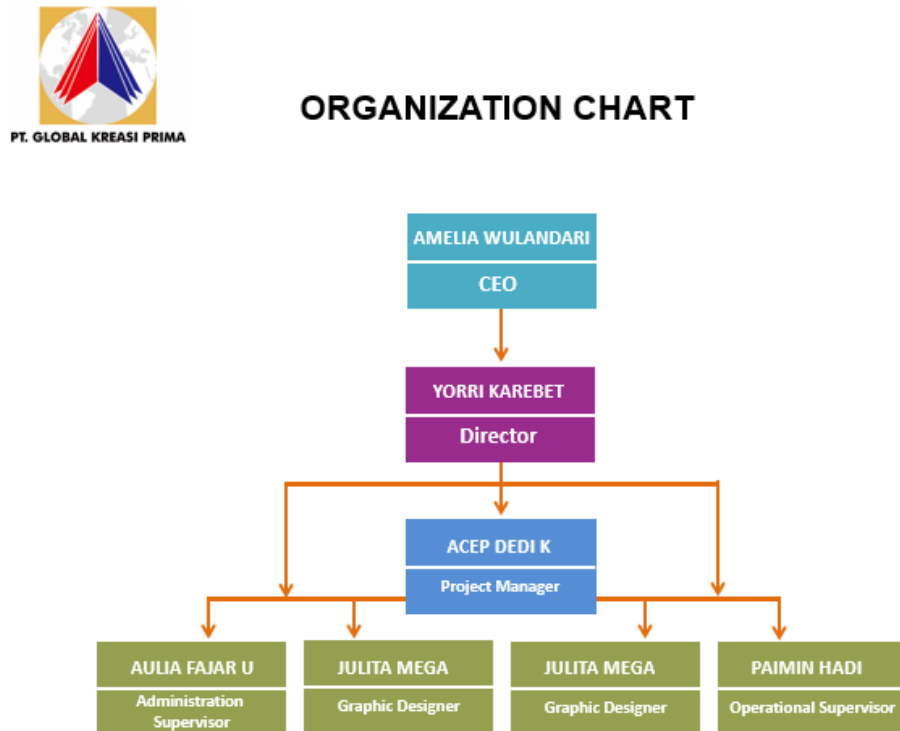 PT. GLOBAL KREASI PRIMA
ORGANIZATION CHART
AMELIA WULANDARI
CEO
YORRI KAREBET
Director
ACEP DEDI K
Project Manager
AULIA FAJAR U
Administration
Supervisor
JULITA MEGA
Graphic Designer
JULITA MEGA
Graphic Designer
PAIMIN HADI
Operational Supervisor